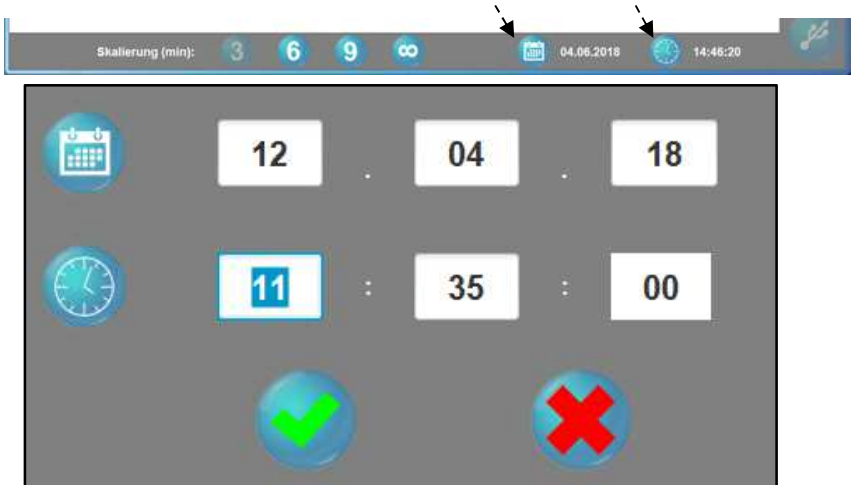 Skalierung (min): 3 6 9 ∞ 04.06.2018 14:46:20
12 . 04 . 18
11 : 35 : 00